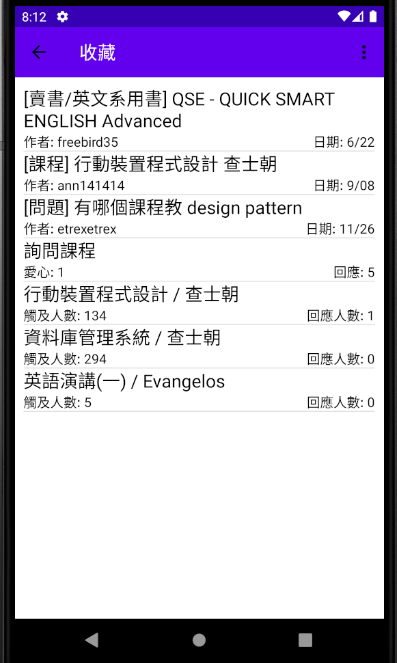 8:12
收藏
[賣書/英文系用書] QSE - QUICK SMART
ENGLISH Advanced
作者: freebird35 日期: 6/22
[課程] 行動裝置程式設計 查士朝
作者: ann141414 日期: 9/08
[問題] 有哪個課程教 design pattern
作者: etrexetrex 日期: 11/26
詢問課程
愛心: 1 回應: 5
行動裝置程式設計 / 查士朝
觸及人數: 134 回應人數: 1
資料庫管理系統 / 查士朝
觸及人數: 294 回應人數: 0
英語演講(一) / Evangelos
觸及人數: 5 回應人數: 0